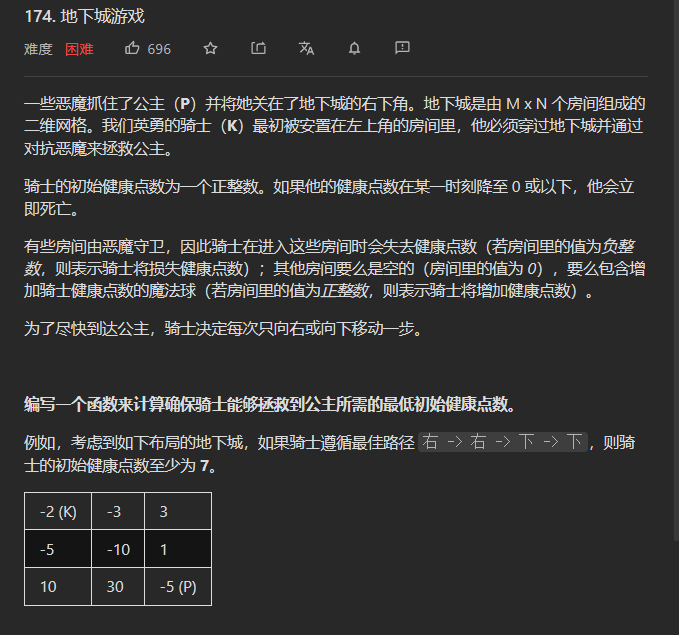 174. 地下城游戏
难度 困难 696
一些恶魔抓住了公主（P）并将她关在了地下城的右下角。地下城是由 M x N 个房间组成的
二维网格。我们英勇的骑士（K）最初被安置在左上角的房间里，他必须穿过地下城并通过
对抗恶魔来拯救公主。
骑士的初始健康点数为一个正整数。如果他的健康点数在某一时刻降至 0 或以下，他会立
即死亡。
有些房间由恶魔守卫，因此骑士在进入这些房间时会失去健康点数（若房间里的值为负整
数，则表示骑士将损失健康点数）；其他房间要么是空的（房间里的值为 0），要么包含增
加骑士健康点数的魔法球（若房间里的值为正整数，则表示骑士将增加健康点数）。
为了尽快到达公主，骑士决定每次只向右或向下移动一步。
编写一个函数来计算确保骑士能够拯救到公主所需的最低初始健康点数。
例如，考虑到如下布局的地下城，如果骑士遵循最佳路径 右 -> 右 -> 下 -> 下，则骑
士的初始健康点数至少为 7。
-2 (K) -3 3
-5 -10 1
10 30 -5 (P)